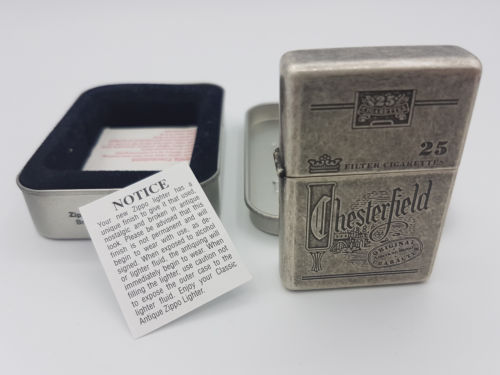 25
25
FILTER CIGARETTES
Chesterfield
ORIGINAL
NOTICE
Your new Zippo lighter has a
unique finish to give it that used,
nostalgic and broken in antique
look. Please be advised that this
finish is not permanent and will
begin to wear with use, as de-
signed. When exposed to alcohol
or lighter fluid, the antiquing will
immediately begin to wear. When
filling the lighter, use caution not
to expose the outer case to the
lighter fluid. Enjoy your Classic
Antique Zippo Lighter.